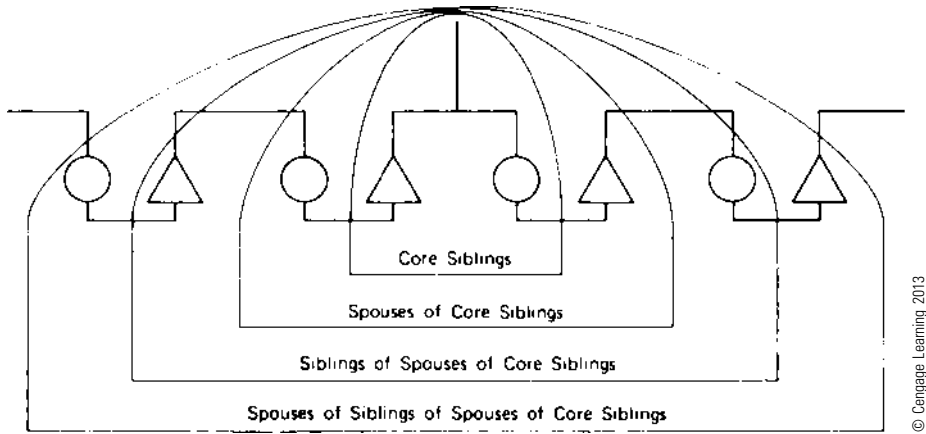 Core Siblings
Spouses of Core Siblings
Siblings of Spouses of Core Siblings
Spouses of Siblings of Spouses of Core Siblings
© Cengage Learning 2013